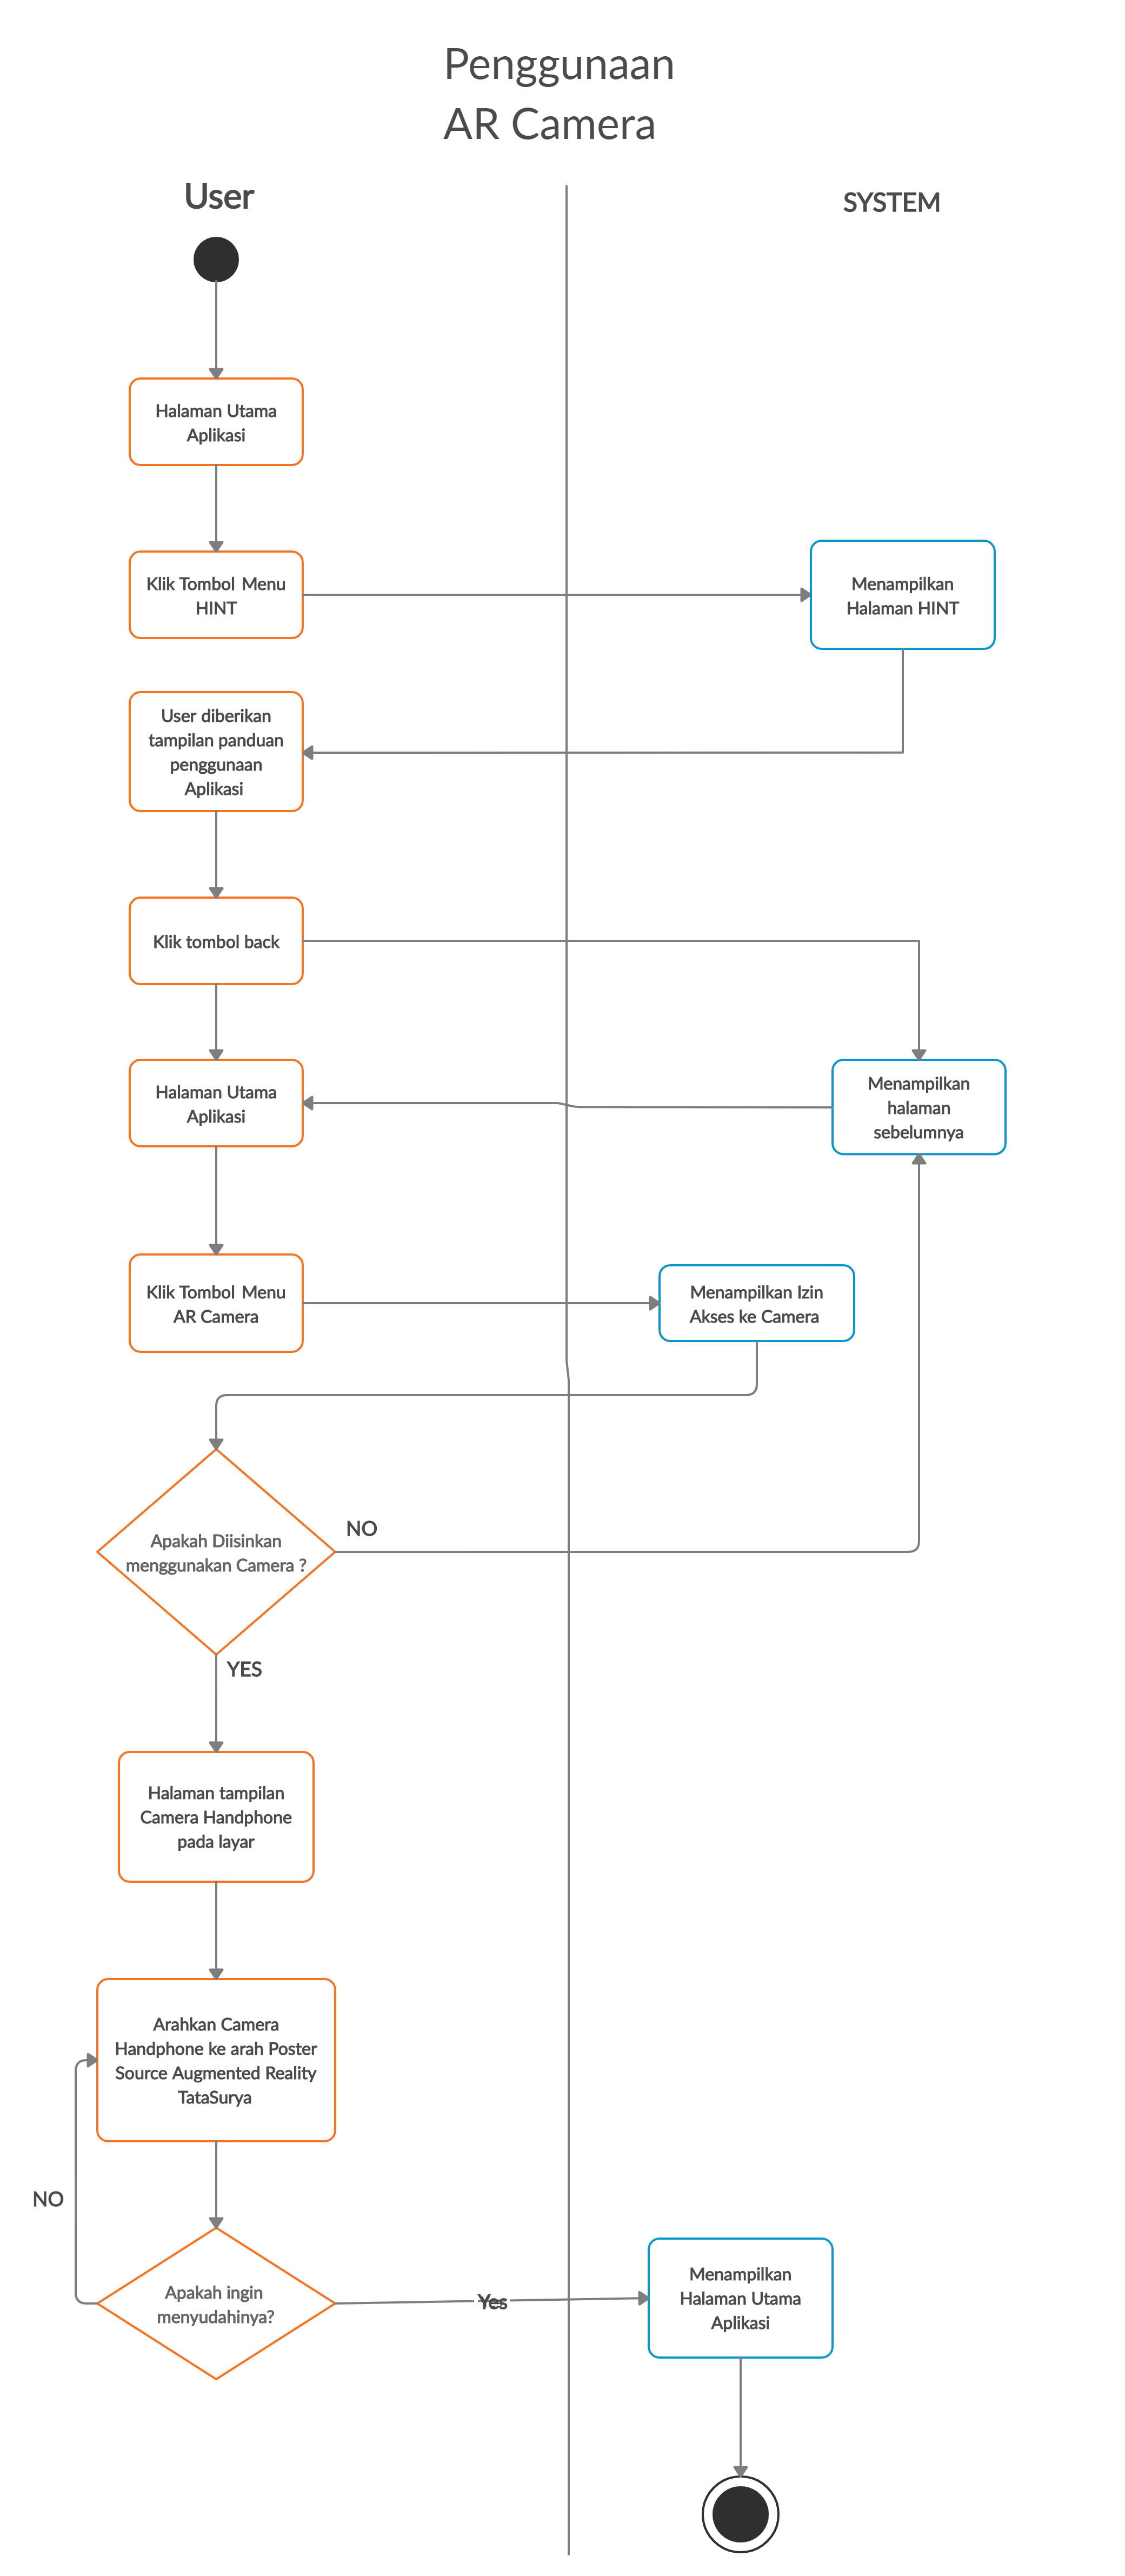 Penggunaan
AR Camera
User
SYSTEM
Halaman Utama
Aplikasi
Klik Tombol Menu
HINT
Menampilkan
Halaman HINT
User diberikan
tampilan panduan
penggunaan
Aplikasi
Klik tombol back
Halaman Utama
Aplikasi
Menampilkan
halaman
sebelumnya
Klik Tombol Menu
AR Camera
Menampilkan Izin
Akses ke Camera
Apakah Diisinkan
menggunakan Camera ?
NO
YES
Halaman tampilan
Camera Handphone
pada layar
Arahkan Camera
Handphone ke arah Poster
Source Augmented Reality
TataSurya
NO
Apakah ingin
menyudahinya?
Yes
Menampilkan
Halaman Utama
Aplikasi